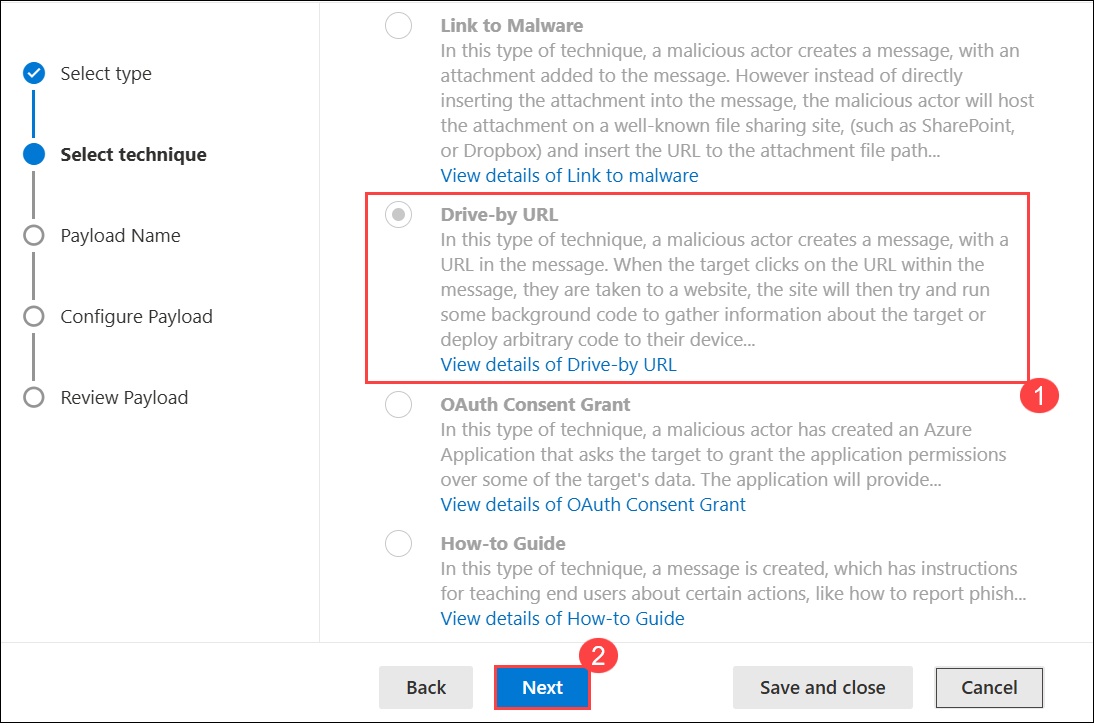 Select type
Select technique
Payload Name
Configure Payload
Review Payload
Link to Malware
In this type of technique, a malicious actor creates a message, with an
attachment added to the message. However instead of directly
inserting the attachment into the message, the malicious actor will host
the attachment on a well-known file sharing site, (such as SharePoint,
or Dropbox) and insert the URL to the attachment file path...
View details of Link to malware
Drive-by URL
In this type of technique, a malicious actor creates a message, with a
URL in the message. When the target clicks on the URL within the
message, they are taken to a website, the site will then try and run
some background code to gather information about the target or
deploy arbitrary code to their device...
View details of Drive-by URL
1
OAuth Consent Grant
In this type of technique, a malicious actor has created an Azure
Application that asks the target to grant the application permissions
over some of the target's data. The application will provide...
View details of OAuth Consent Grant
How-to Guide
In this type of technique, a message is created, which has instructions
for teaching end users about certain actions, like how to report phish...
View details of How-to Guide
2
Back
Next
Save and close
Cancel